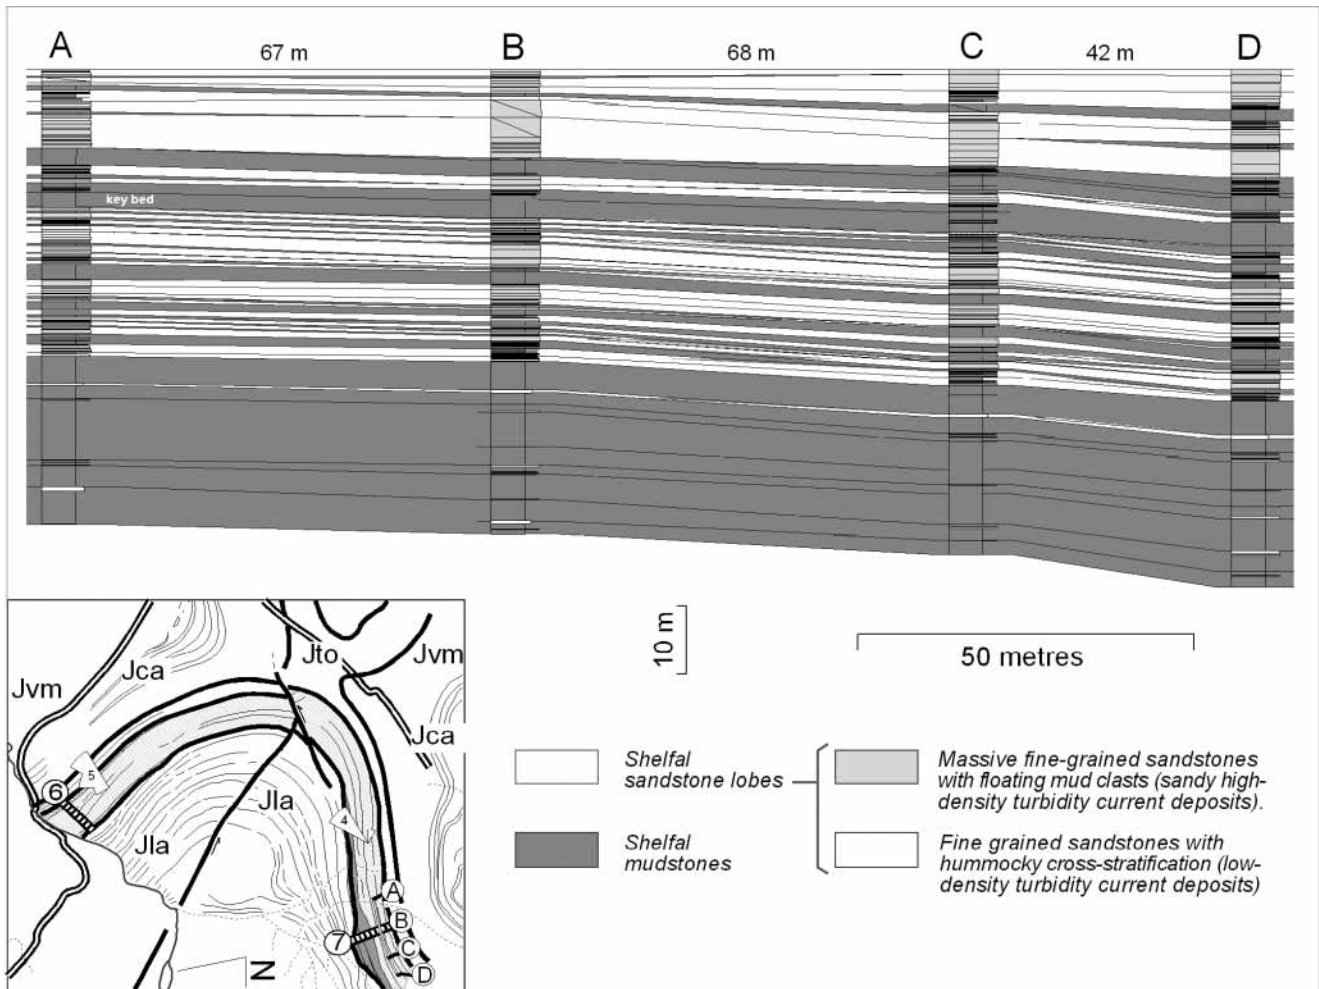 A
67 m
B
68 m
C
42 m
D
key bed
10 m
50 metres
Shelfal
sandstone lobes
Shelfal
mudstones
Massive fine-grained sandstones
with floating mud clasts (sandy high-
density turbidity current deposits).
Fine grained sandstones with
hummocky cross-stratification (low-
density turbidity current deposits)
Jvm
Jca
Jto
Jvm
Jca
5
6
Jla
Jla
4
A
B
7
C
D
N